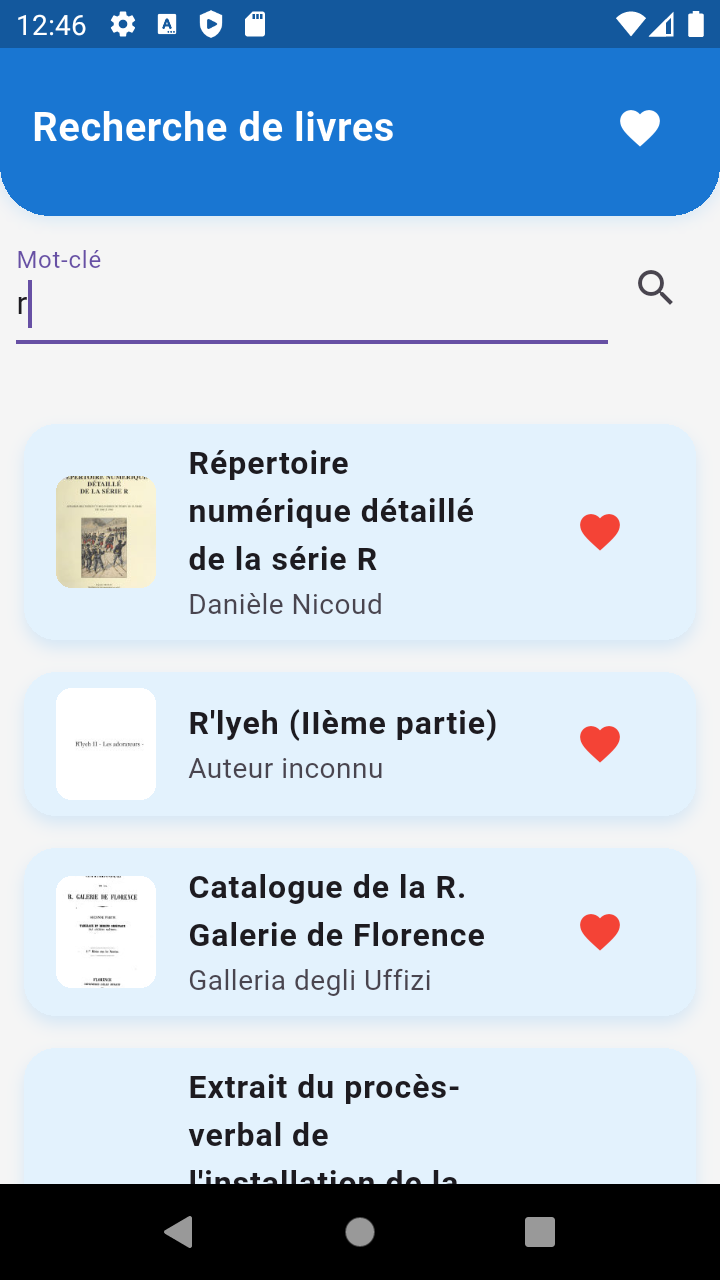 12:46
Recherche de livres
Mot-clé
r
RÉPERTOIRE NUMÉRIQUE
DÉTAILLÉ
DE LA SÉRIE R
Répertoire
numérique détaillé
de la série R
Danièle Nicoud
R'lyeh II - Les adorateurs -
R'lyeh (IIème partie)
Auteur inconnu
R. GALERIE DE FLORENCE
Catalogue de la R.
Galerie de Florence
Galleria degli Uffizi
Extrait du procès-
verbal de
l'installation de la